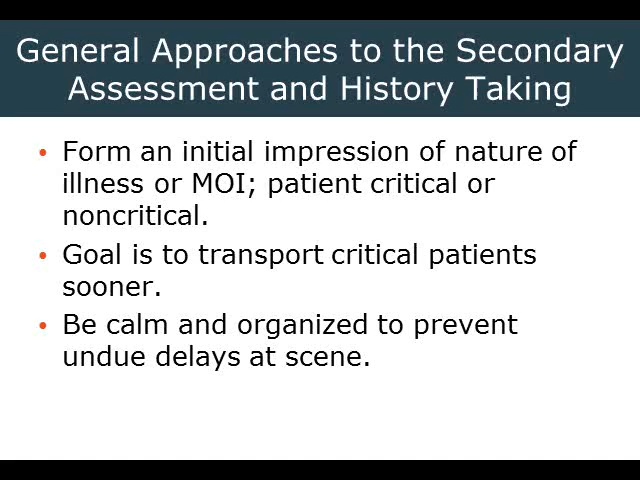 General Approaches to the Secondary
Assessment and History Taking
• Form an initial impression of nature of
illness or MOI; patient critical or
noncritical.
• Goal is to transport critical patients
sooner.
• Be calm and organized to prevent
undue delays at scene.